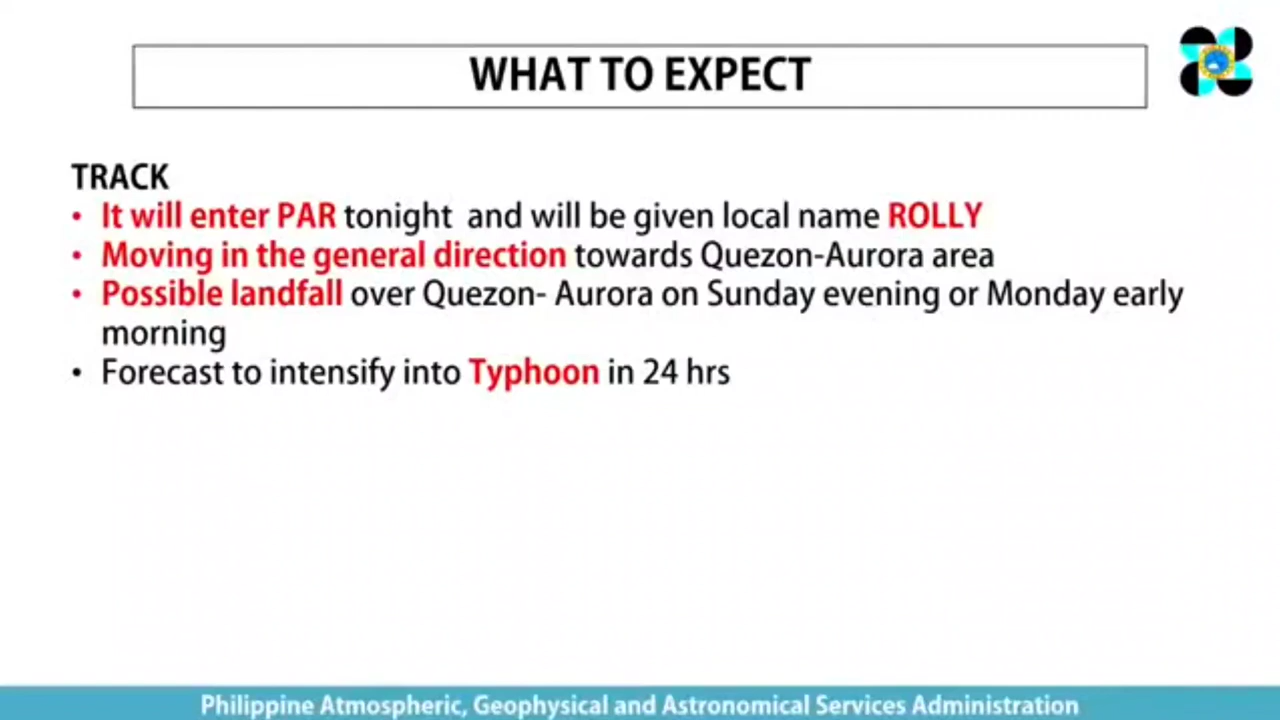 WHAT TO EXPECT
TRACK
• It will enter PAR tonight and will be given local name ROLLY
• Moving in the general direction towards Quezon-Aurora area
• Possible landfall over Quezon- Aurora on Sunday evening or Monday early
morning
• Forecast to intensify into Typhoon in 24 hrs
Philippine Atmospheric, Geophysical and Astronomical Services Administration